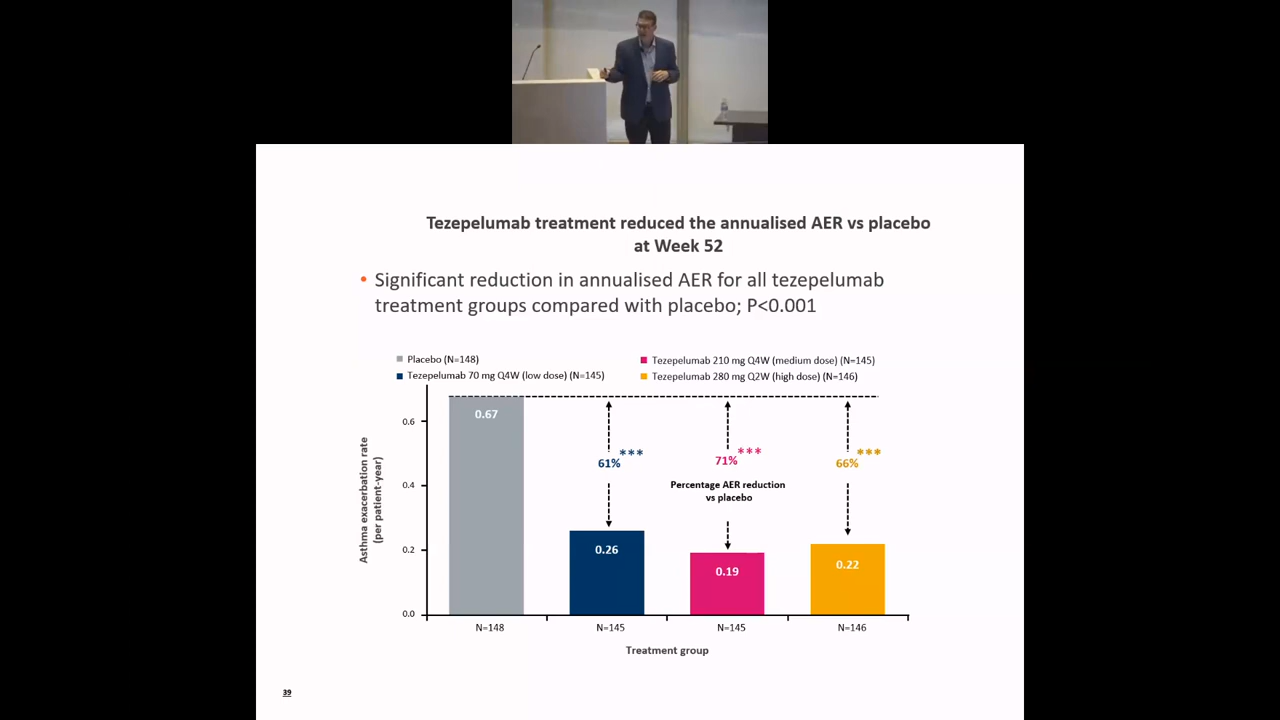 Tezepelumab treatment reduced the annualised AER vs placebo
at Week 52
• Significant reduction in annualised AER for all tezepelumab
treatment groups compared with placebo; P<0.001
Placebo (N=148)
Tezepelumab 210 mg Q4W (medium dose) (N=145)
Tezepelumab 70 mg Q4W (low dose) (N=145)
Tezepelumab 280 mg Q2W (high dose) (N=146)
Asthma exacerbation rate
(per patient-year)
0.6
0.4
0.2
0.0
0.67
61%***
71%***
66%***
Percentage AER reduction
vs placebo
0.26
0.19
0.22
N=148
N=145
N=145
N=146
Treatment group
39